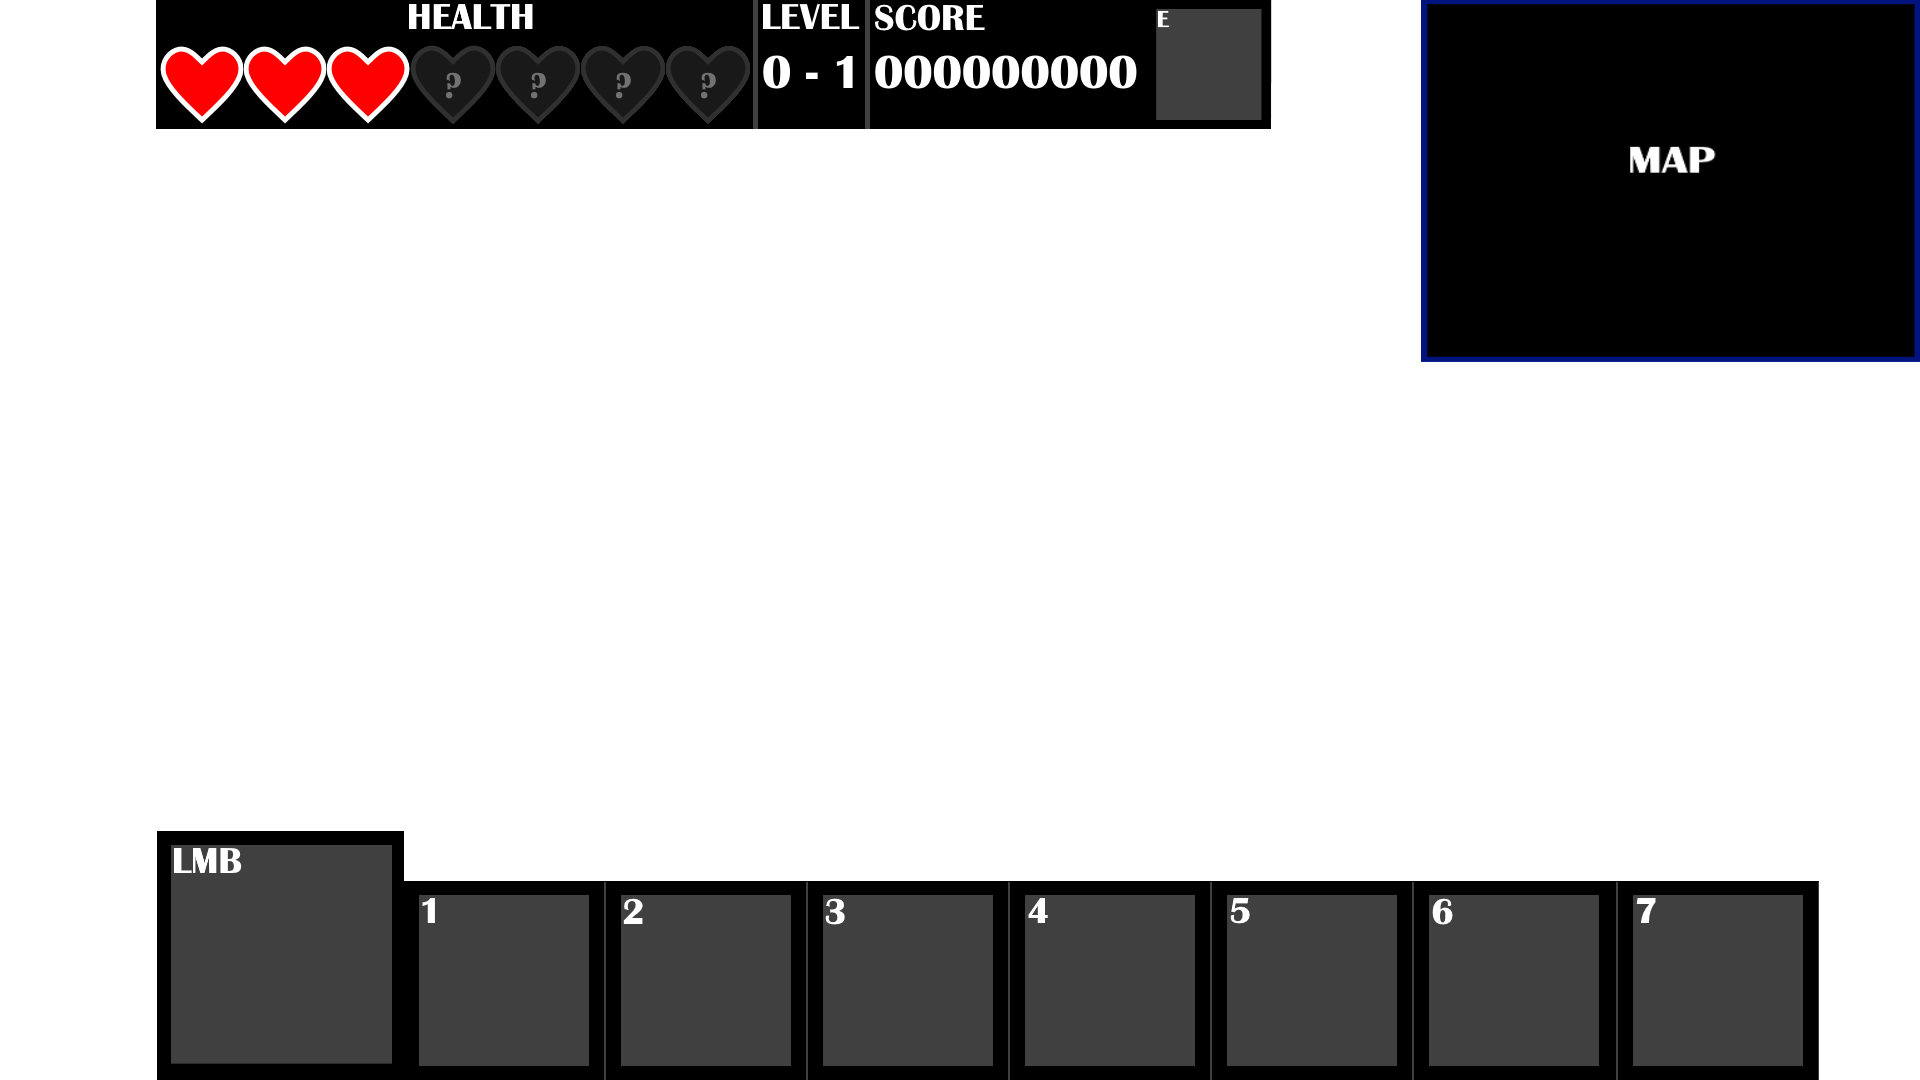 HEALTH
LEVEL
SCORE
E
? ? ? ?
0 - 1
000000000
MAP
LMB
1
2
3
4
5
6
7